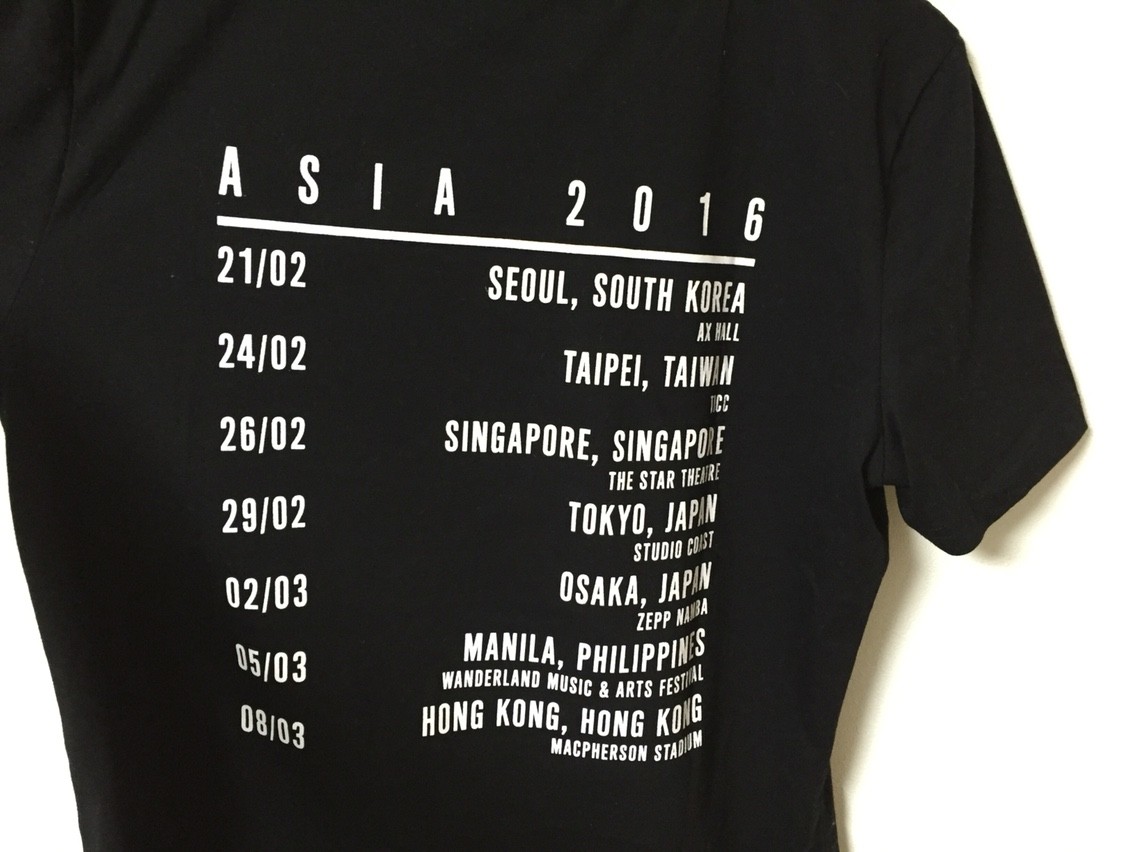 ASIA 2016
21/02 SEOUL, SOUTH KOREA
AX HALL
24/02 TAIPEI, TAIWAN
TICC
26/02 SINGAPORE, SINGAPORE
THE STAR THEATRE
29/02 TOKYO, JAPAN
STUDIO COAST
02/03 OSAKA, JAPAN
ZEPP NAMBA
05/03 MANILA, PHILIPPINES
WANDERLAND MUSIC & ARTS FESTIVAL
08/03 HONG KONG, HONG KONG
MACPHERSON STADIUM